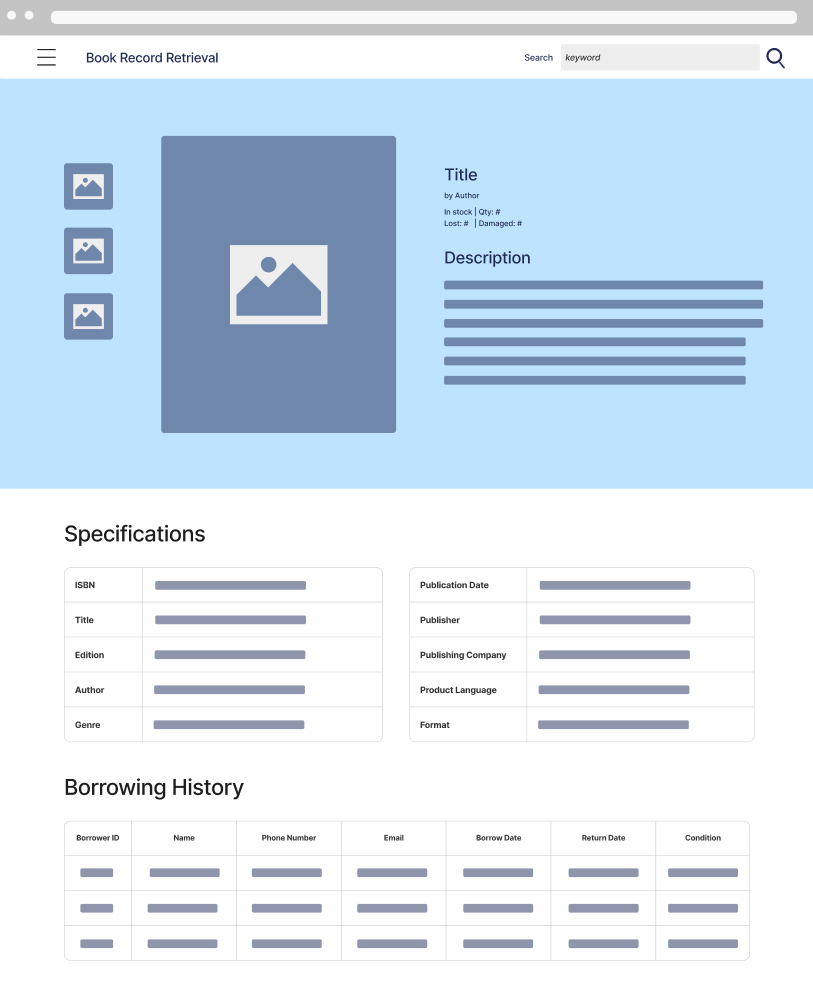 Book Record Retrieval
Search
keyword
Title
by Author
In stock | Qty: #
Lost: # | Damaged: #
Description
Specifications
ISBN
Title
Edition
Author
Genre
Publication Date
Publisher
Publishing Company
Product Language
Format
Borrowing History
Borrower ID Name Phone Number Email Borrow Date Return Date Condition